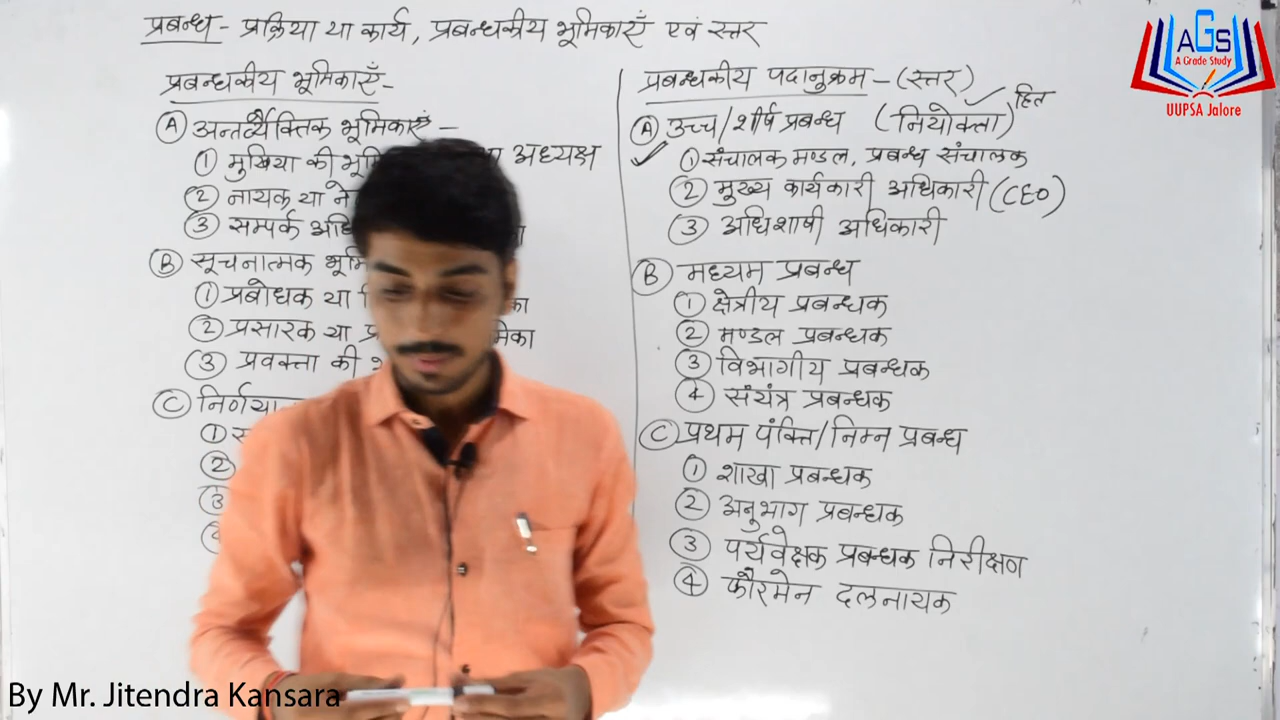 प्रबन्ध - प्रक्रिया या कार्य, प्रबन्धकीय भूमिकाएँ एवं स्तर
प्रबन्धकीय भूमिकाएँ-
A अन्तर्व्यैक्तिक भूमिकाएं -
1 मुखिया की अध्यक्ष
2 नायक या
3 सम्पर्क
B सूचनात्मक
1 प्रबोधक या
2 प्रसारक या
3 प्रवक्ता की
C
1
2
3
प्रबन्धकीय पदानुक्रम - (स्तर)
हित
A उच्च/शीर्ष प्रबन्ध (नियोक्ता)
1 संचालक मण्डल, प्रबन्ध संचालक
2 मुख्य कार्यकारी अधिकारी (CEO)
3 अधिशाषी अधिकारी
B मध्यम प्रबन्ध
1 क्षेत्रीय प्रबन्धक
2 मण्डल प्रबन्धक
3 विभागीय प्रबन्धक
4 संयंत्र प्रबन्धक
C प्रथम पंक्ति/निम्न प्रबन्ध
1 शाखा प्रबन्धक
2 अनुभाग प्रबन्धक
3 पर्यवेक्षक प्रबन्धक निरीक्षण
4 फौरमेन दलनायक
AGS
A Grade Study
UUPSA Jalore
By Mr. Jitendra Kansara